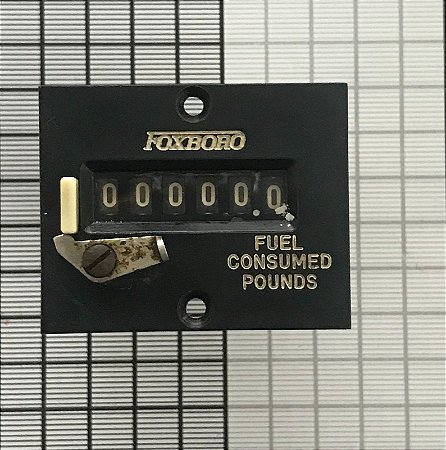 FOXBORO
000000
FUEL
CONSUMED
POUNDS